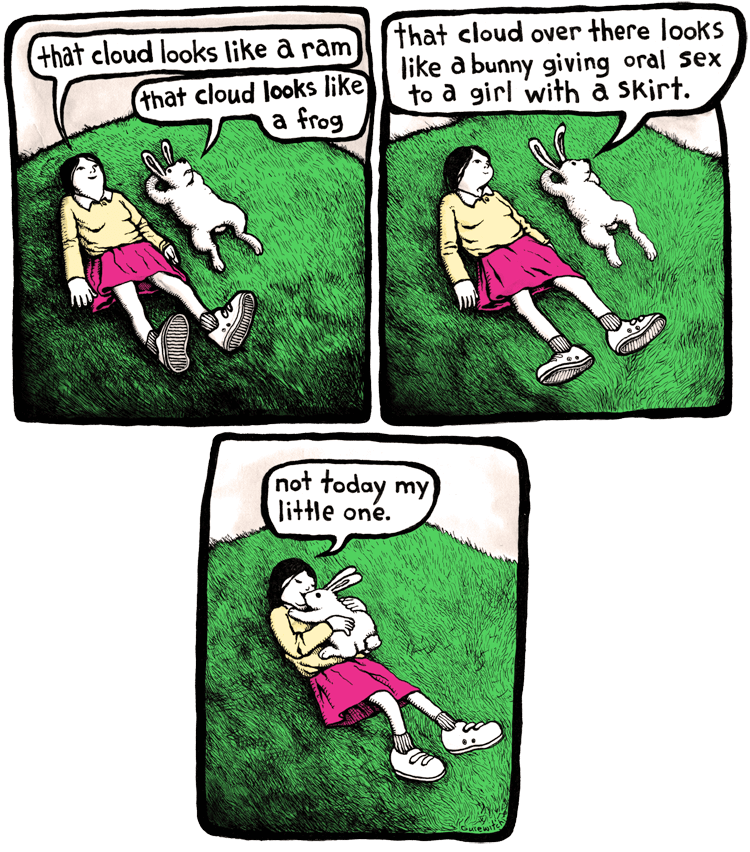 that cloud looks like a ram
that cloud looks like
a frog
that cloud over there looks
like a bunny giving oral sex
to a girl with a skirt.
not today my
little one.
Gurewitch